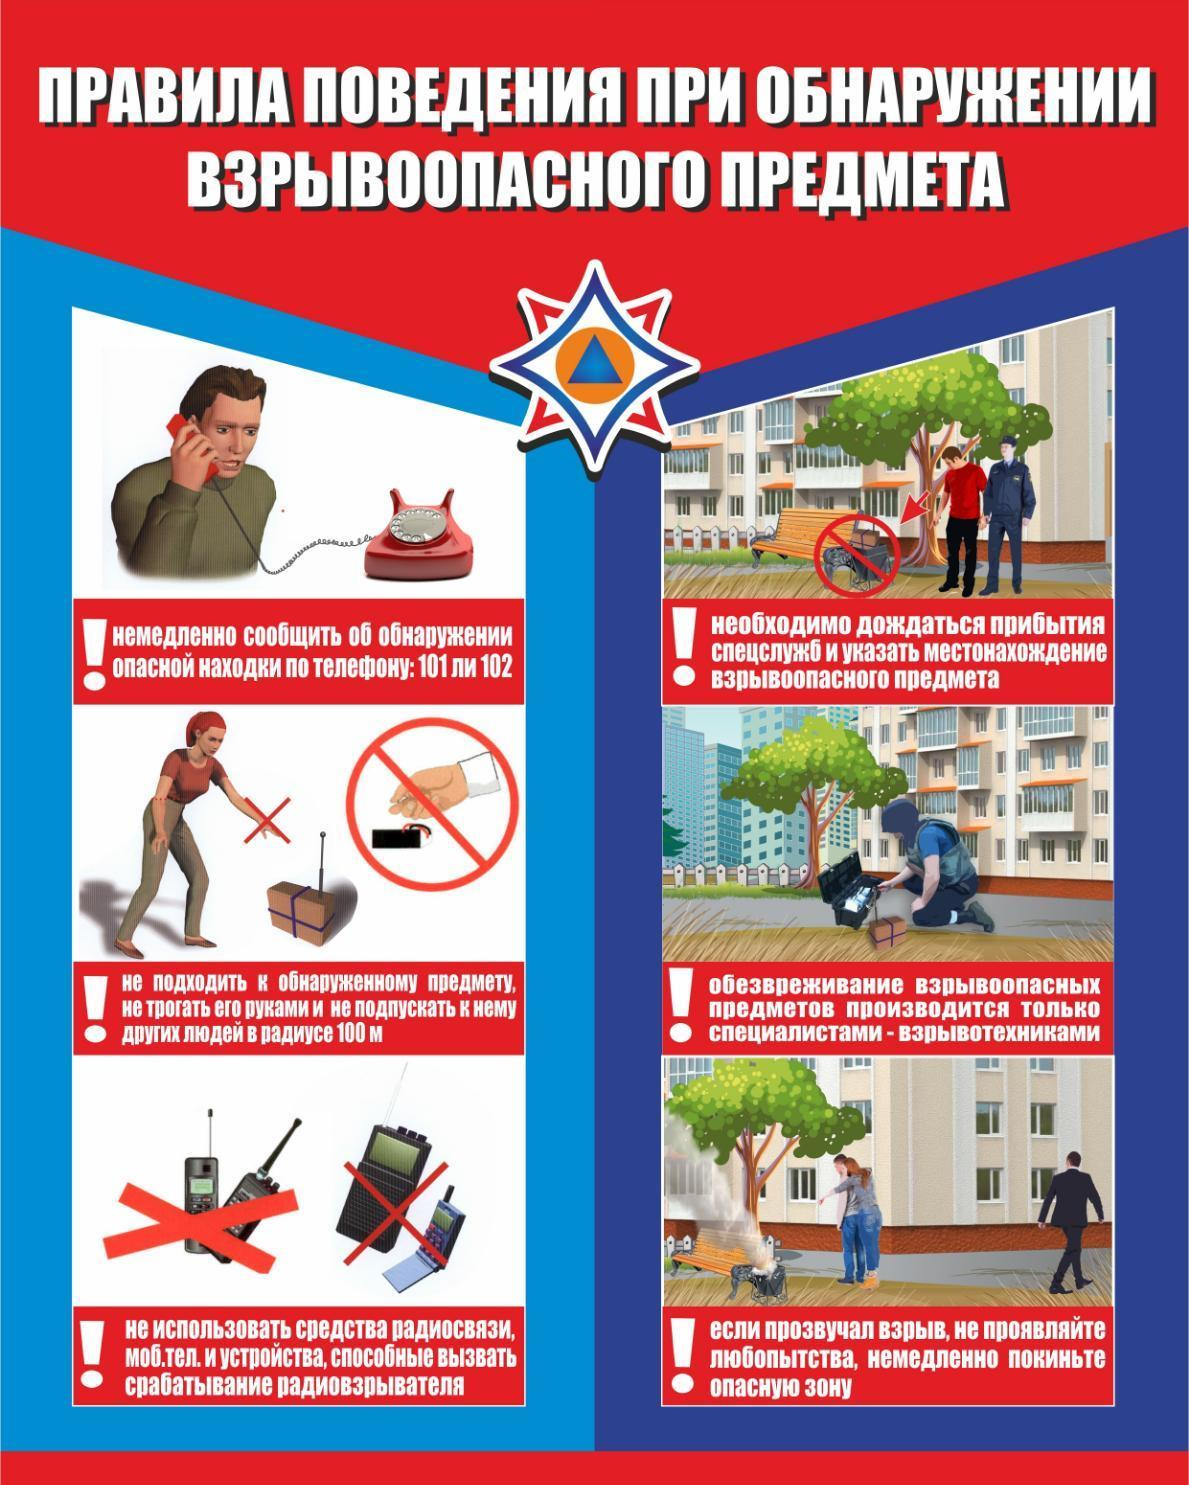 ПРАВИЛА ПОВЕДЕНИЯ ПРИ ОБНАРУЖЕНИИ
ВЗРЫВООПАСНОГО ПРЕДМЕТА
! немедленно сообщить об обнаружении
опасной находки по телефону: 101 ли 102
! не подходить к обнаруженному предмету,
не трогать его руками и не подпускать к нему
других людей в радиусе 100 м
! не использовать средства радиосвязи,
моб.тел. и устройства, способные вызвать
срабатывание радиовзрывателя
! необходимо дождаться прибытия
спецслужб и указать местонахождение
взрывоопасного предмета
! обезвреживание взрывоопасных
предметов производится только
специалистами - взрывотехниками
! если прозвучал взрыв, не проявляйте
любопытства, немедленно покиньте
опасную зону